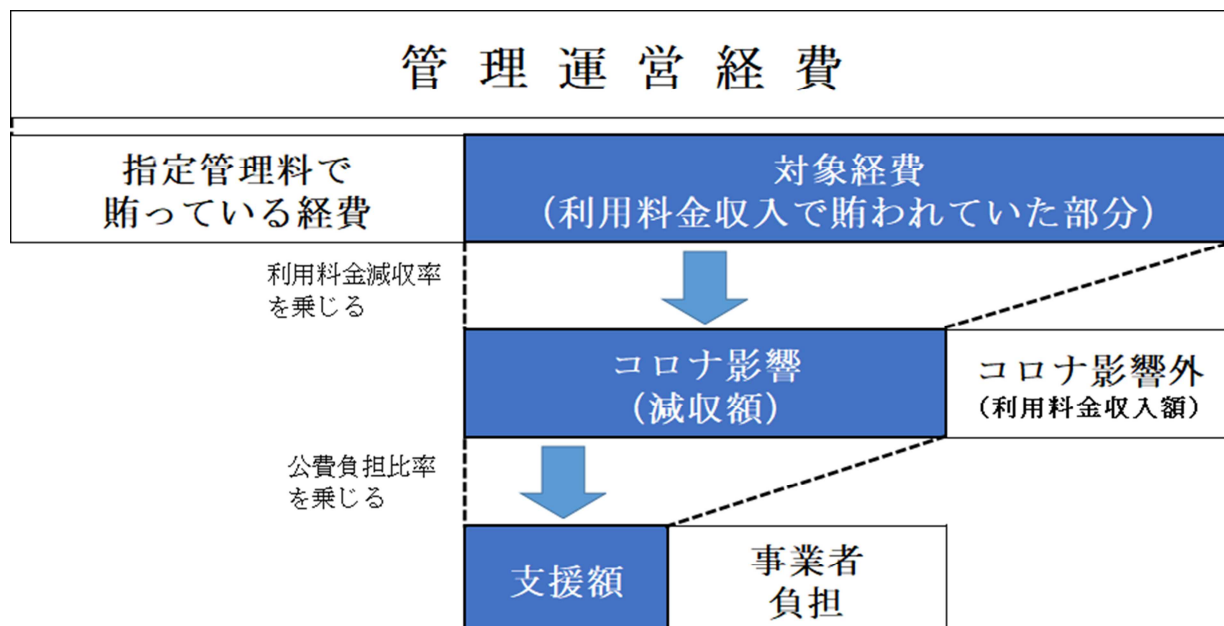 管理運営経費
指定管理料で
賄っている経費
対象経費
（利用料金収入で賄われていた部分）
利用料金減収率
を乗じる
コロナ影響
（減収額）
コロナ影響外
（利用料金収入額）
公費負担比率
を乗じる
支援額
事業者
負担